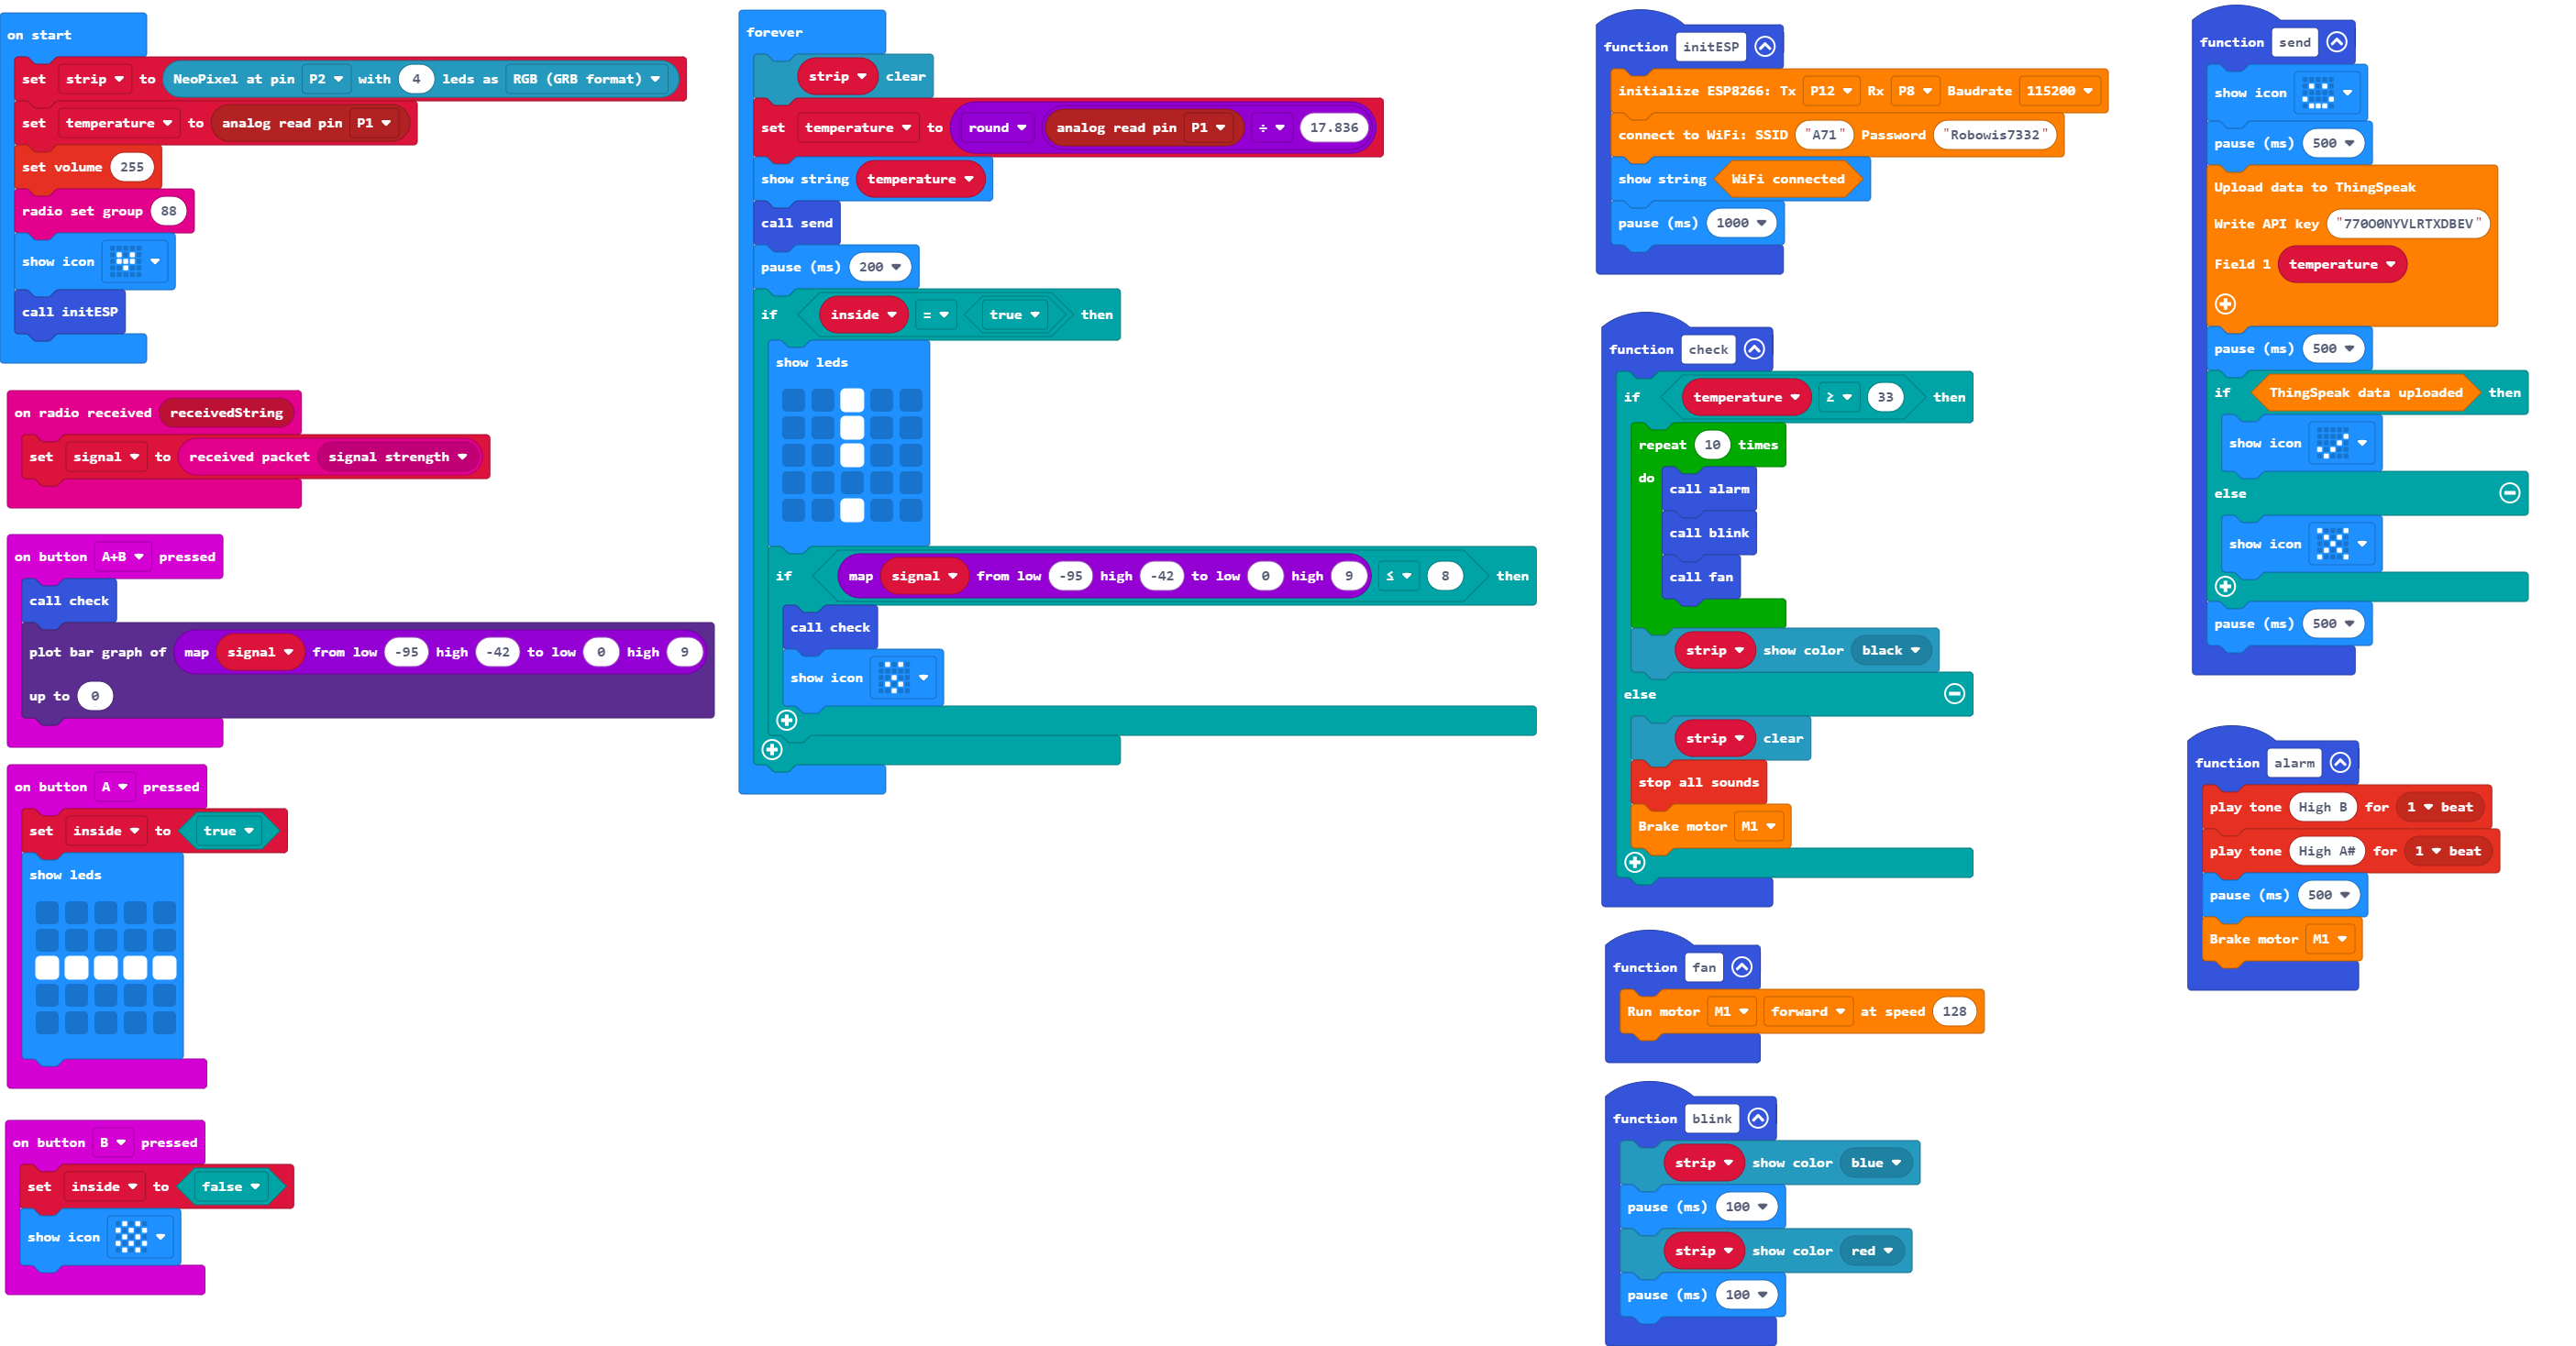 on start
set strip to NeoPixel at pin P2 with 4 leds as RGB (GRB format)
set temperature to analog read pin P1
set volume 255
radio set group 88
show icon
call initESP
on radio received receivedString
set signal to received packet signal strength
on button A+B pressed
call check
plot bar graph of map signal from low -95 high -42 to low 0 high 9
up to 0
on button A pressed
set inside to true
show leds
on button B pressed
set inside to false
show icon
forever
strip clear
set temperature to round analog read pin P1 ÷ 17.836
show string temperature
call send
pause (ms) 200
if inside = true then
show leds
if map signal from low -95 high -42 to low 0 high 9 ≤ 8 then
call check
show icon
function initESP
initialize ESP8266: Tx P12 Rx P8 Baudrate 115200
connect to WiFi: SSID "A71" Password "Robowis7332"
show string WiFi connected
pause (ms) 1000
function check
if temperature ≥ 33 then
repeat 10 times
do
call alarm
call blink
call fan
strip show color black
else
strip clear
stop all sounds
Brake motor M1
function fan
Run motor M1 forward at speed 128
function blink
strip show color blue
pause (ms) 100
strip show color red
pause (ms) 100
function send
show icon
pause (ms) 500
Upload data to ThingSpeak
Write API key "77000NYVLRTXDBEV"
Field 1 temperature
pause (ms) 500
if ThingSpeak data uploaded then
show icon
else
show icon
pause (ms) 500
function alarm
play tone High B for 1 beat
play tone High A# for 1 beat
pause (ms) 500
Brake motor M1